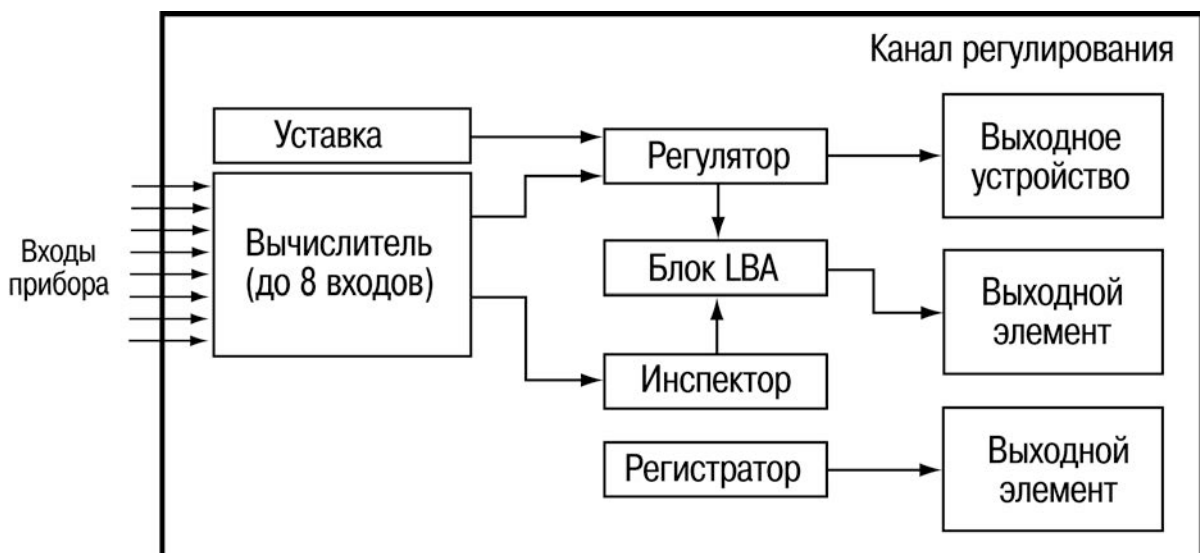 Канал регулирования
Уставка
Регулятор
Выходное
устройство
Входы
прибора
Вычислитель
(до 8 входов)
Блок LBA
Выходной
элемент
Инспектор
Регистратор
Выходной
элемент